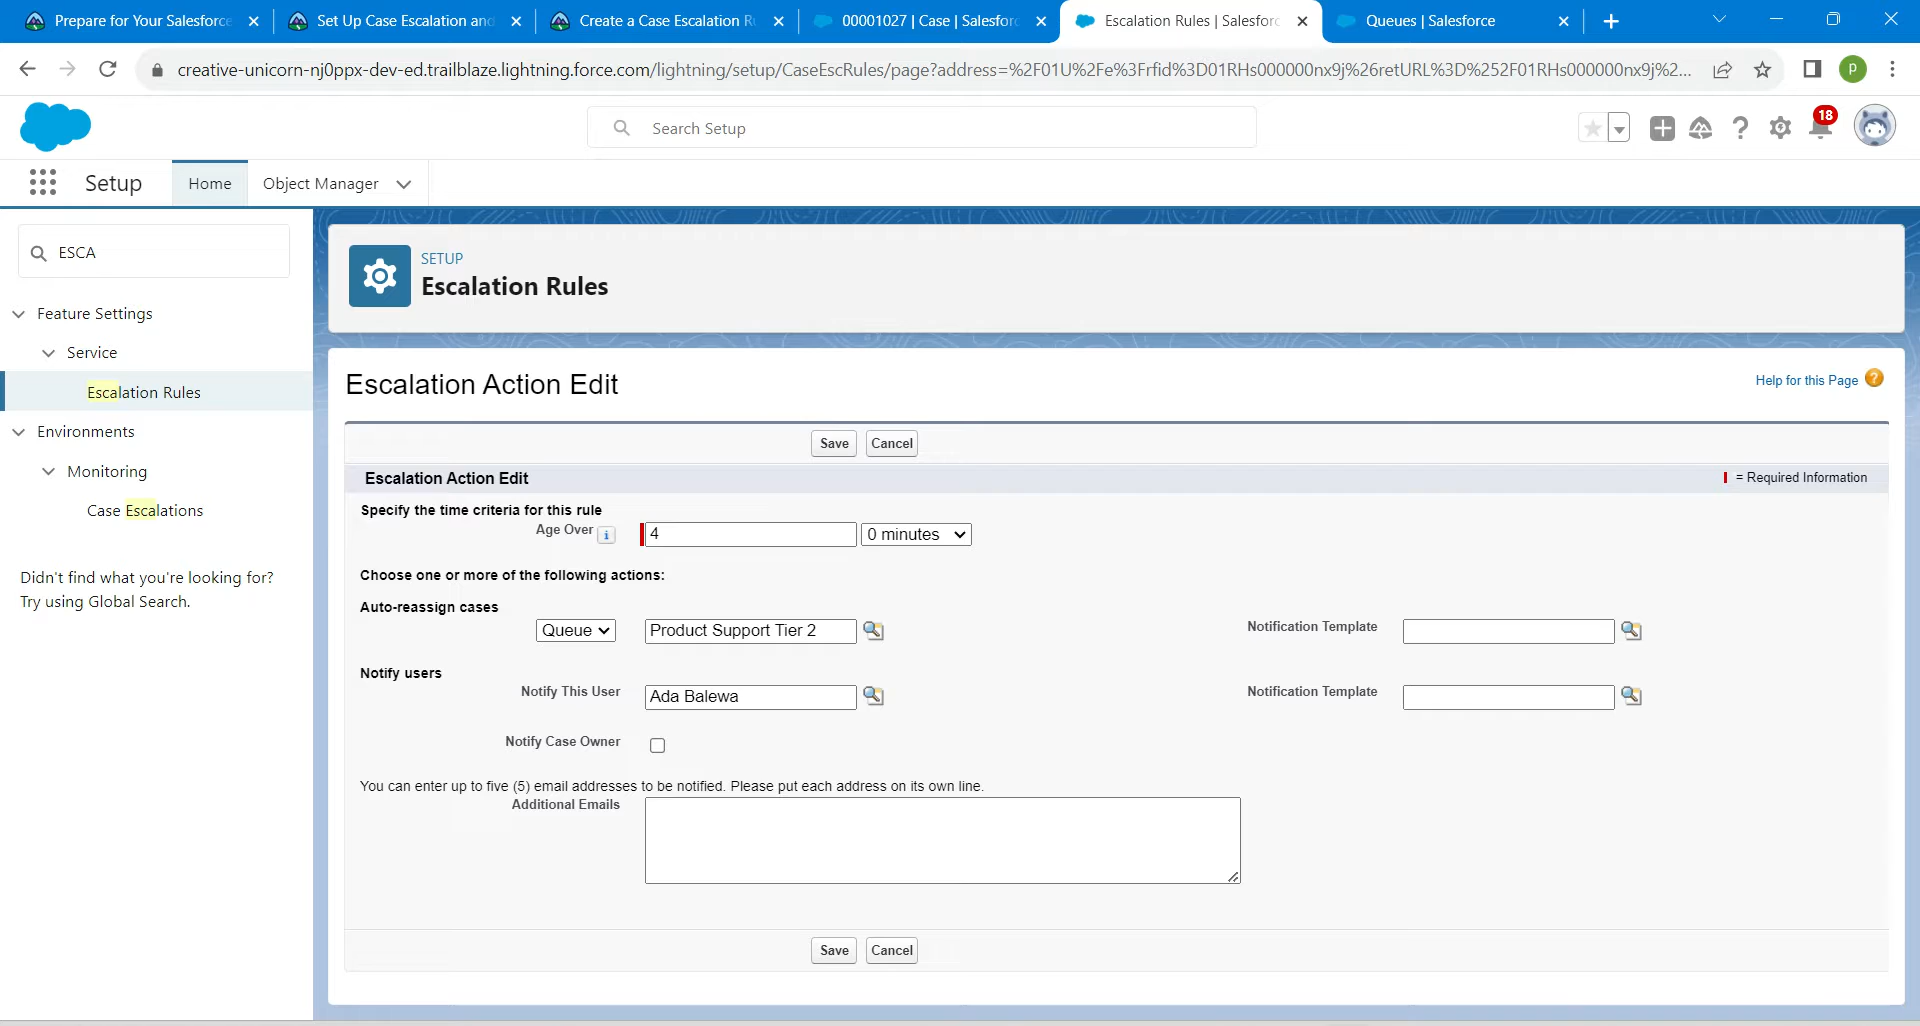 Prepare for Your Salesforce
Set Up Case Escalation and
Create a Case Escalation R
00001027 | Case | Salesforc
Escalation Rules | Salesforc
Queues | Salesforce
creative-unicorn-nj0ppx-dev-ed.trailblaze.lightning.force.com/lightning/setup/CaseEscRules/page?address=%2F01U%2Fe%3Frfid%3D01RHs000000nx9j%26retURL%3D%252F01RHs000000nx9j%2...
P
Search Setup
18
Setup
Home
Object Manager
ESCA
Feature Settings
Service
Escalation Rules
Environments
Monitoring
Case Escalations
Didn't find what you're looking for?
Try using Global Search.
SETUP
Escalation Rules
Escalation Action Edit
Help for this Page ?
Save
Cancel
Escalation Action Edit
= Required Information
Specify the time criteria for this rule
Age Over i 4 0 minutes
Choose one or more of the following actions:
Auto-reassign cases
Queue Product Support Tier 2 Notification Template
Notify users
Notify This User Ada Balewa Notification Template
Notify Case Owner
You can enter up to five (5) email addresses to be notified. Please put each address on its own line.
Additional Emails
Save
Cancel